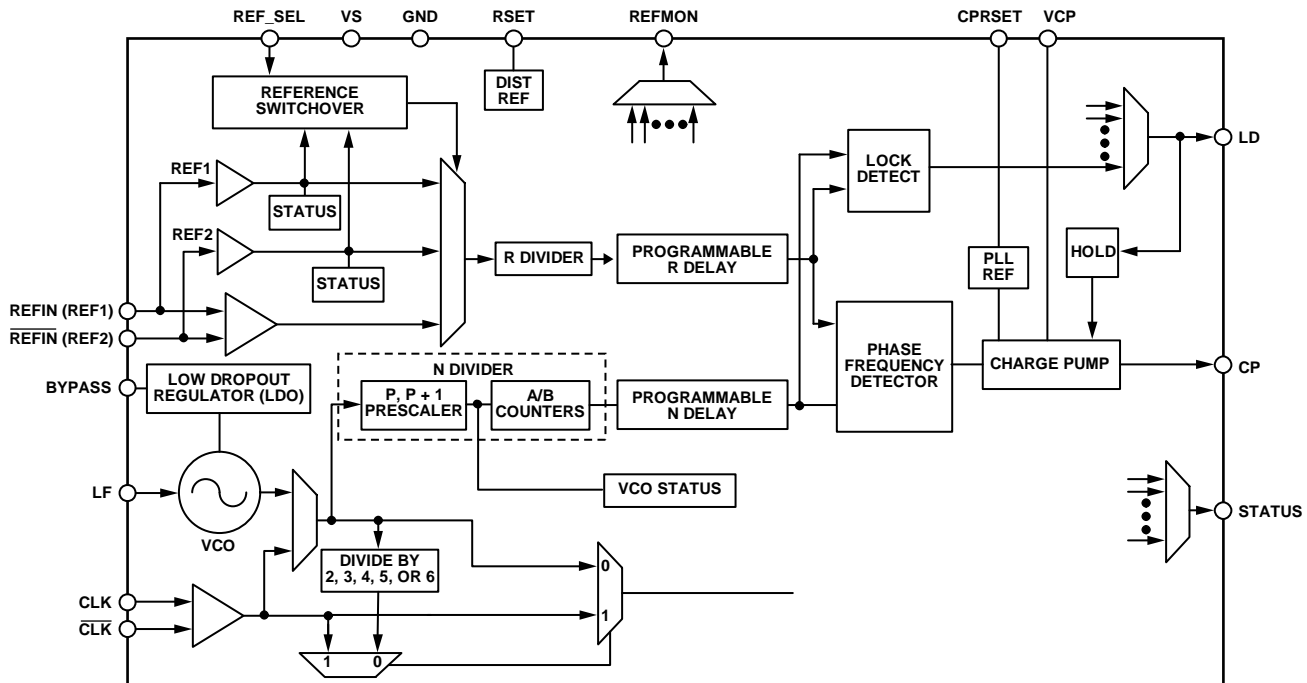 REF_SEL
VS
GND
RSET
REFMON
CPRSET
VCP
REFERENCE
SWITCHOVER
DIST
REF
REF1
STATUS
REF2
STATUS
LOCK
DETECT
LD
R DIVIDER
PROGRAMMABLE
R DELAY
PLL
REF
HOLD
REFIN (REF1)
REFIN (REF2)
BYPASS
LOW DROPOUT
REGULATOR (LDO)
N DIVIDER
P, P + 1
PRESCALER
A/B
COUNTERS
PROGRAMMABLE
N DELAY
PHASE
FREQUENCY
DETECTOR
CHARGE PUMP
CP
LF
VCO
VCO STATUS
STATUS
DIVIDE BY
2, 3, 4, 5, OR 6
0
1
CLK
CLK
1
0